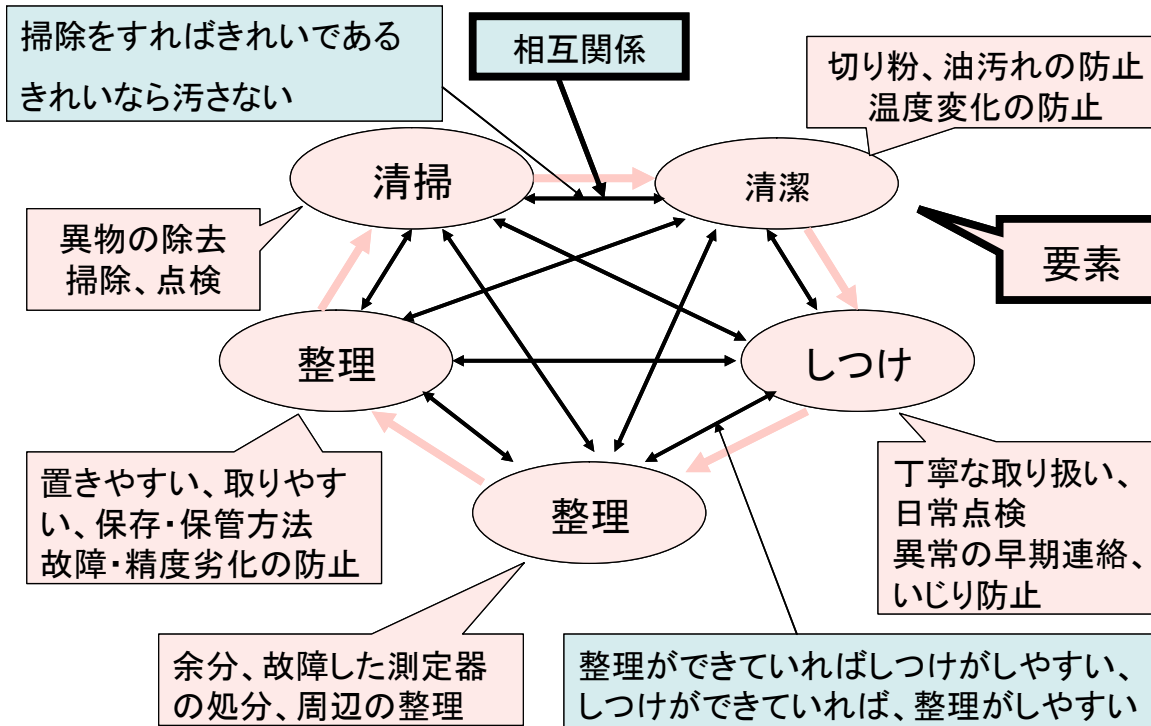 掃除をすればきれいである
きれいなら汚さない
相互関係
切り粉、油汚れの防止
温度変化の防止
清掃
清潔
異物の除去
掃除、点検
要素
整理
しつけ
置きやすい、取りやす
い、保存・保管方法
故障・精度劣化の防止
整理
丁寧な取り扱い、
日常点検
異常の早期連絡、
いじり防止
余分、故障した測定器
の処分、周辺の整理
整理ができていればしつけがしやすい、
しつけができていれば、整理がしやすい